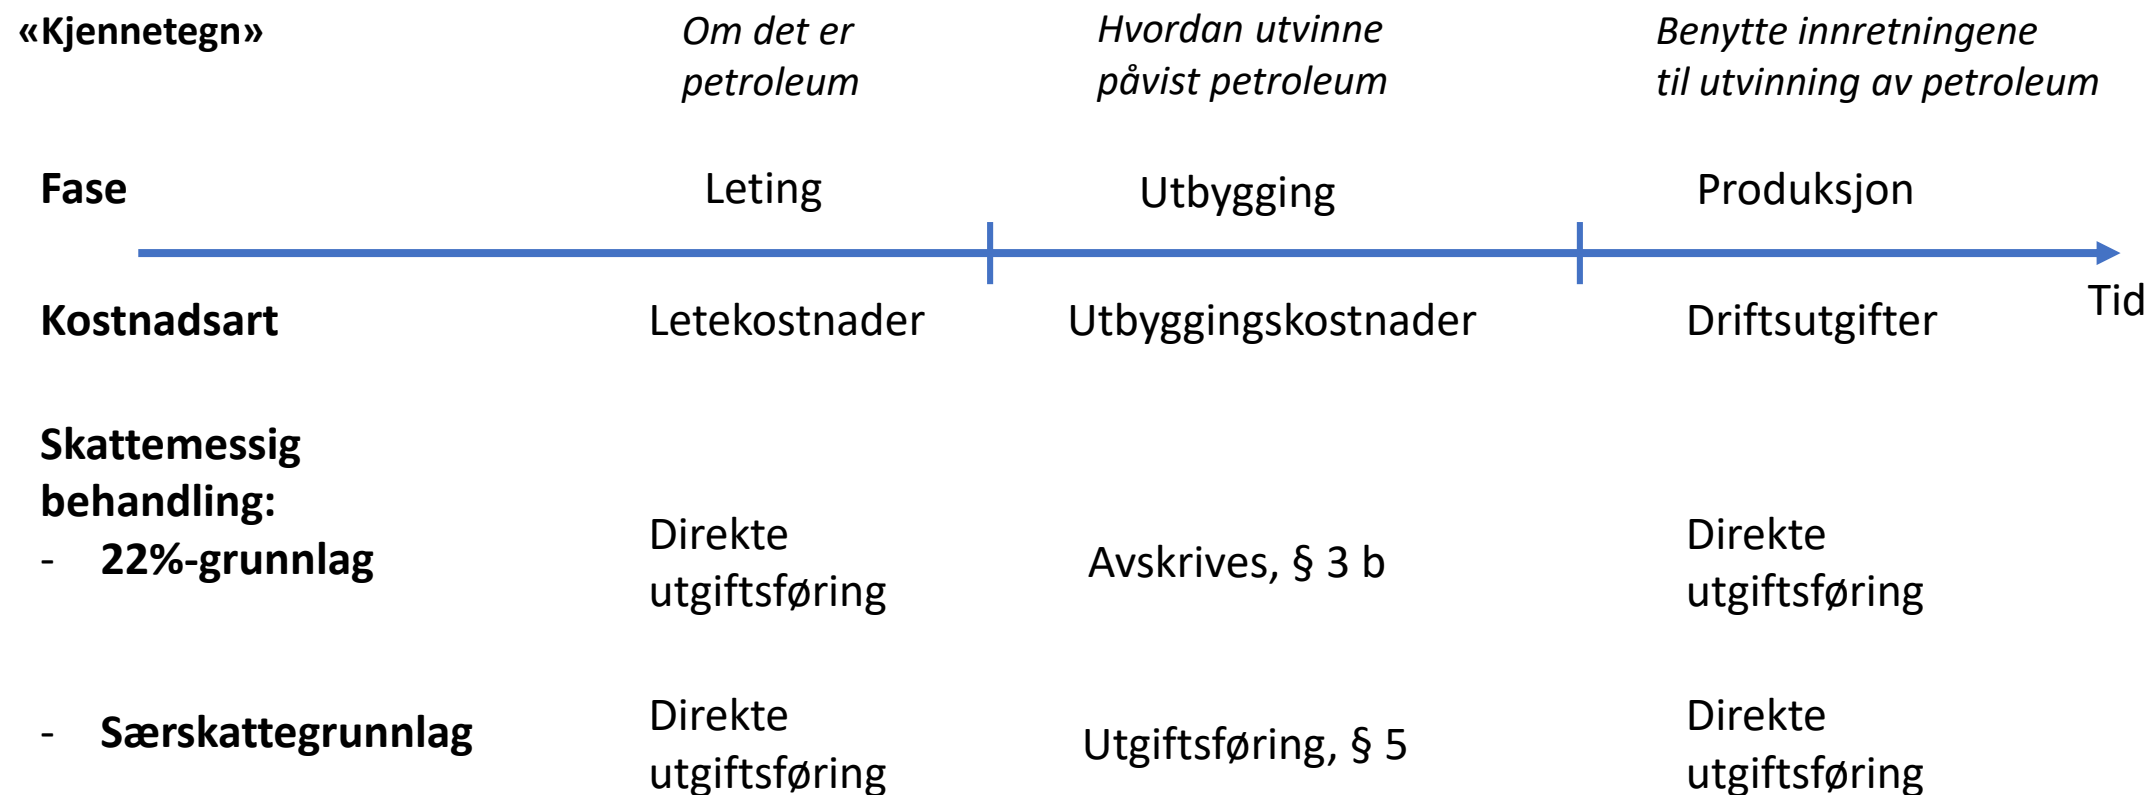 «Kjennetegn»
Om det er
petroleum
Hvordan utvinne
påvist petroleum
Benytte innretningene
til utvinning av petroleum
Fase
Leting
Utbygging
Produksjon
Tid
Kostnadsart
Letekostnader
Utbyggingskostnader
Driftsutgifter
Skattemessig
behandling:
- 22%-grunnlag
Direkte
utgiftsføring
Avskrives, § 3 b
Direkte
utgiftsføring
- Særskattegrunnlag
Direkte
utgiftsføring
Utgiftsføring, § 5
Direkte
utgiftsføring